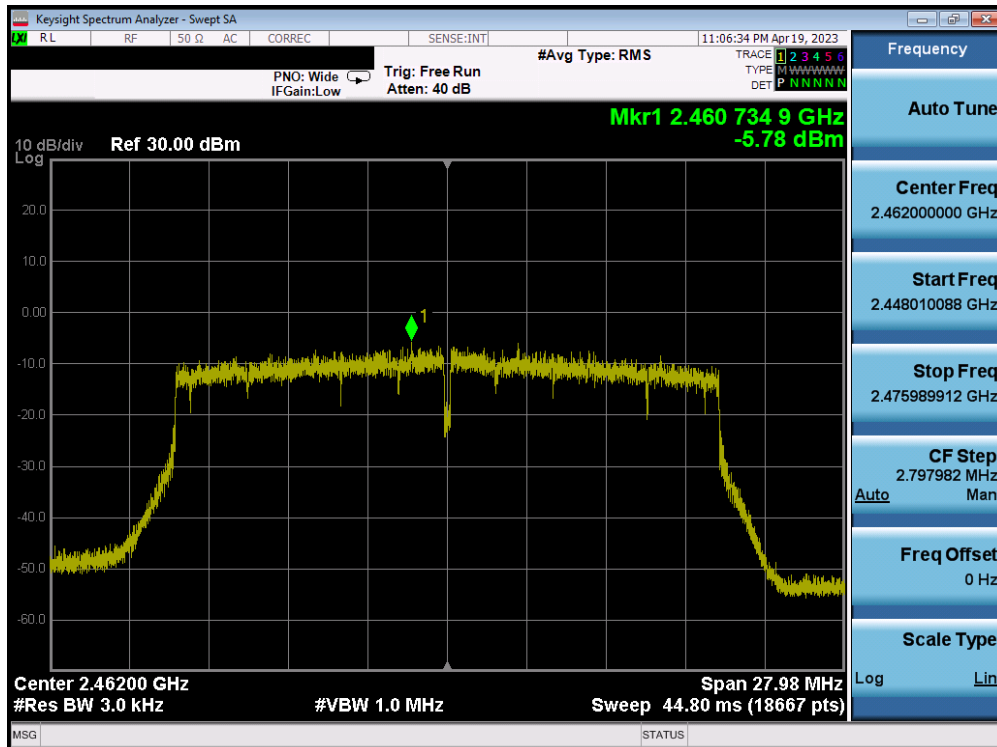 Keysight Spectrum Analyzer - Swept SA
LXI RL RF 50 Ω AC CORREC SENSE:INT 11:06:34 PM Apr 19, 2023
PNO: Wide
IFGain:Low
Trig: Free Run
Atten: 40 dB
#Avg Type: RMS
TRACE 1 2 3 4 5 6
TYPE M WWWWW
DET P N N N N N
Mkr1 2.460 734 9 GHz
-5.78 dBm
10 dB/div Ref 30.00 dBm
Log
20.0
10.0
0.00
1
-10.0
-20.0
-30.0
-40.0
-50.0
-60.0
Center 2.46200 GHz Span 27.98 MHz
#Res BW 3.0 kHz #VBW 1.0 MHz Sweep 44.80 ms (18667 pts)
MSG STATUS
Frequency
Auto Tune
Center Freq
2.462000000 GHz
Start Freq
2.448010088 GHz
Stop Freq
2.475989912 GHz
CF Step
2.797982 MHz
Auto Man
Freq Offset
0 Hz
Scale Type
Log Lin